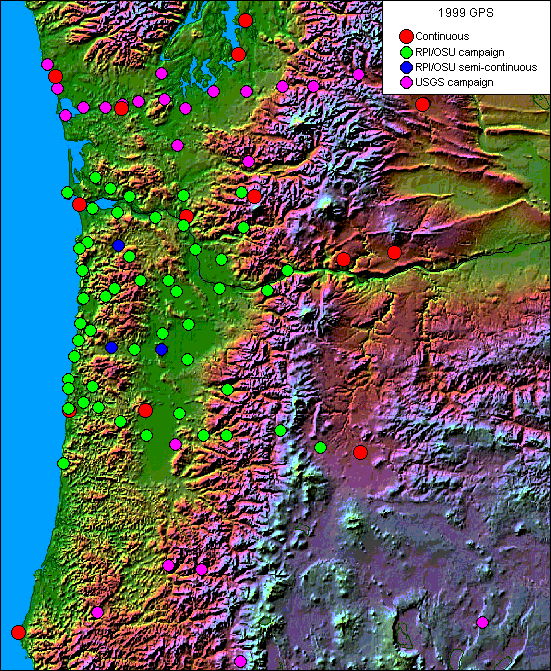 1999 GPS
Continuous
RPI/OSU campaign
RPI/OSU semi-continuous
USGS campaign